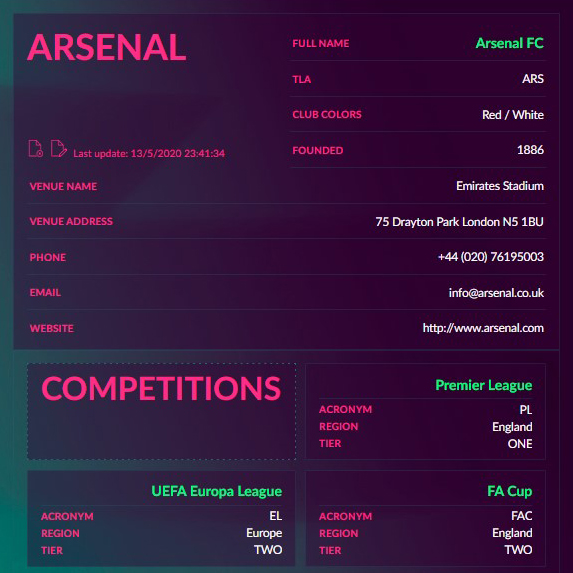 ARSENAL
FULL NAME Arsenal FC
TLA ARS
CLUB COLORS Red / White
Last update: 13/5/2020 23:41:34
FOUNDED 1886
VENUE NAME Emirates Stadium
VENUE ADDRESS 75 Drayton Park London N5 1BU
PHONE +44 (020) 76195003
EMAIL info@arsenal.co.uk
WEBSITE http://www.arsenal.com
COMPETITIONS
Premier League
ACRONYM PL
REGION England
TIER ONE
UEFA Europa League
ACRONYM EL
REGION Europe
TIER TWO
FA Cup
ACRONYM FAC
REGION England
TIER TWO